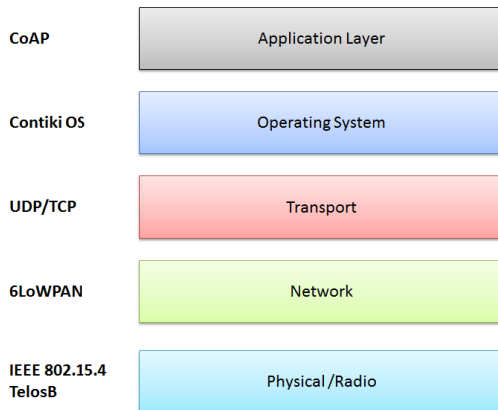 CoAP
Application Layer
Contiki OS
Operating System
UDP/TCP
Transport
6LoWPAN
Network
IEEE 802.15.4
TelosB
Physical/Radio